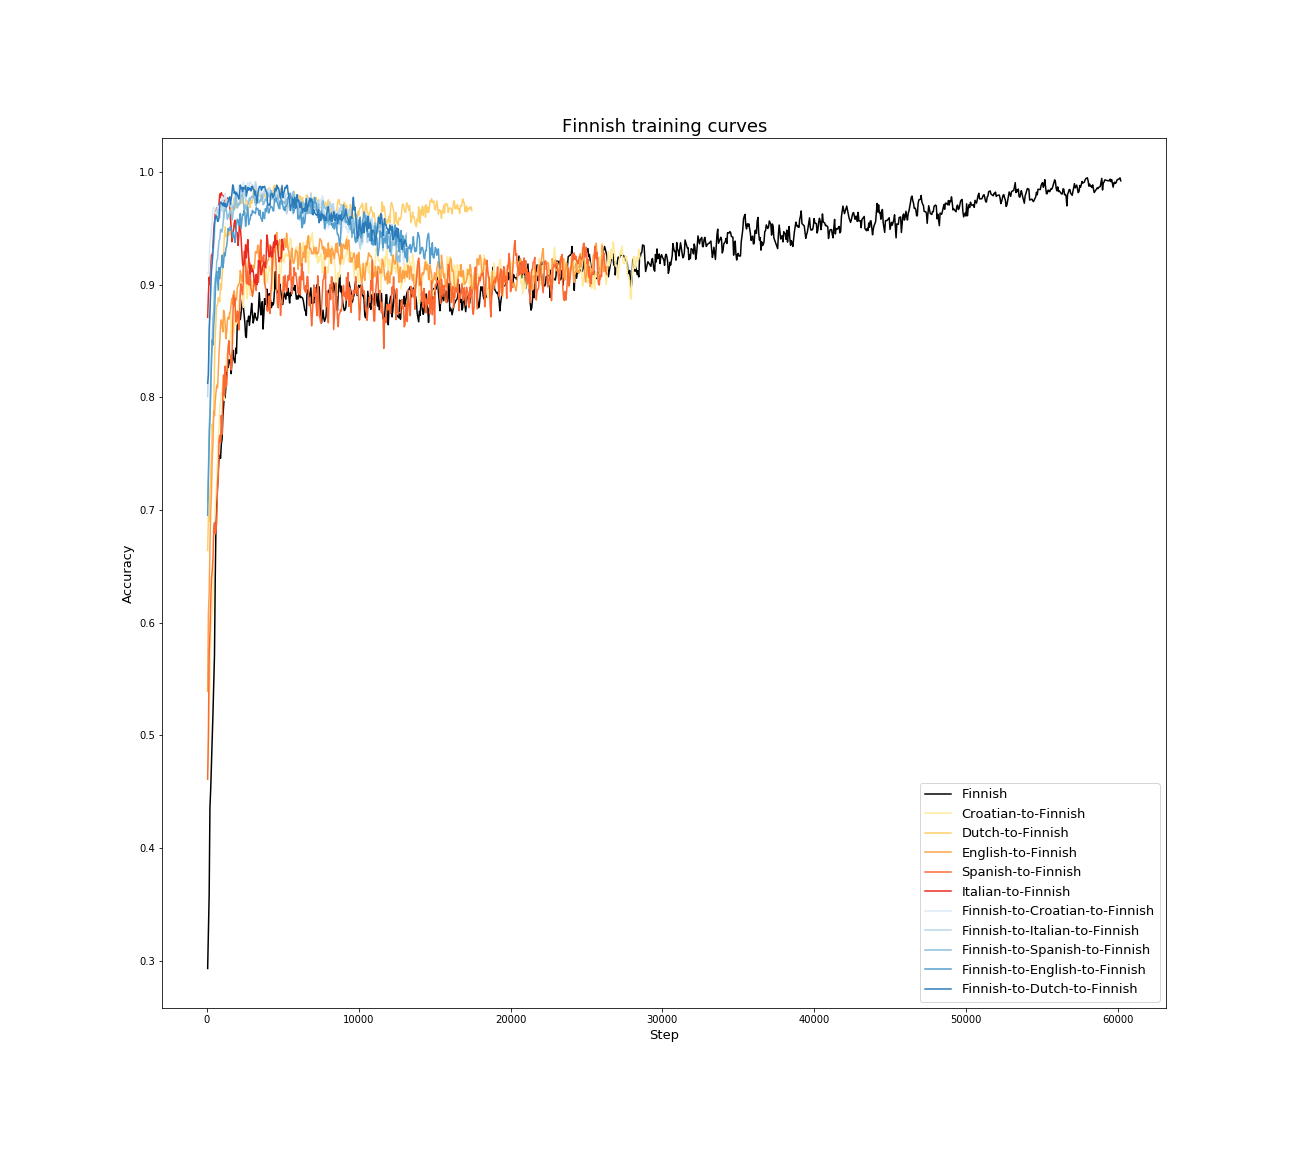 Finnish training curves
1.0
0.9
0.8
0.7
0.6
0.5
0.4
0.3
Accuracy
0 10000 20000 30000 40000 50000 60000
Step
Finnish
Croatian-to-Finnish
Dutch-to-Finnish
English-to-Finnish
Spanish-to-Finnish
Italian-to-Finnish
Finnish-to-Croatian-to-Finnish
Finnish-to-Italian-to-Finnish
Finnish-to-Spanish-to-Finnish
Finnish-to-English-to-Finnish
Finnish-to-Dutch-to-Finnish